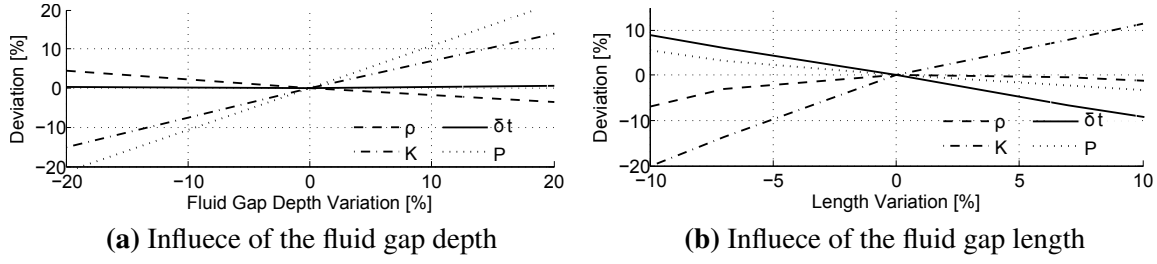 20
10
0
−10
−20
Deviation [%]
ρ
δt
K
P
−20
−10
0
10
20
Fluid Gap Depth Variation [%]
(a) Influece of the fluid gap depth
10
0
−10
−20
Deviation [%]
ρ
δt
K
P
−10
−5
0
5
10
Length Variation [%]
(b) Influece of the fluid gap length